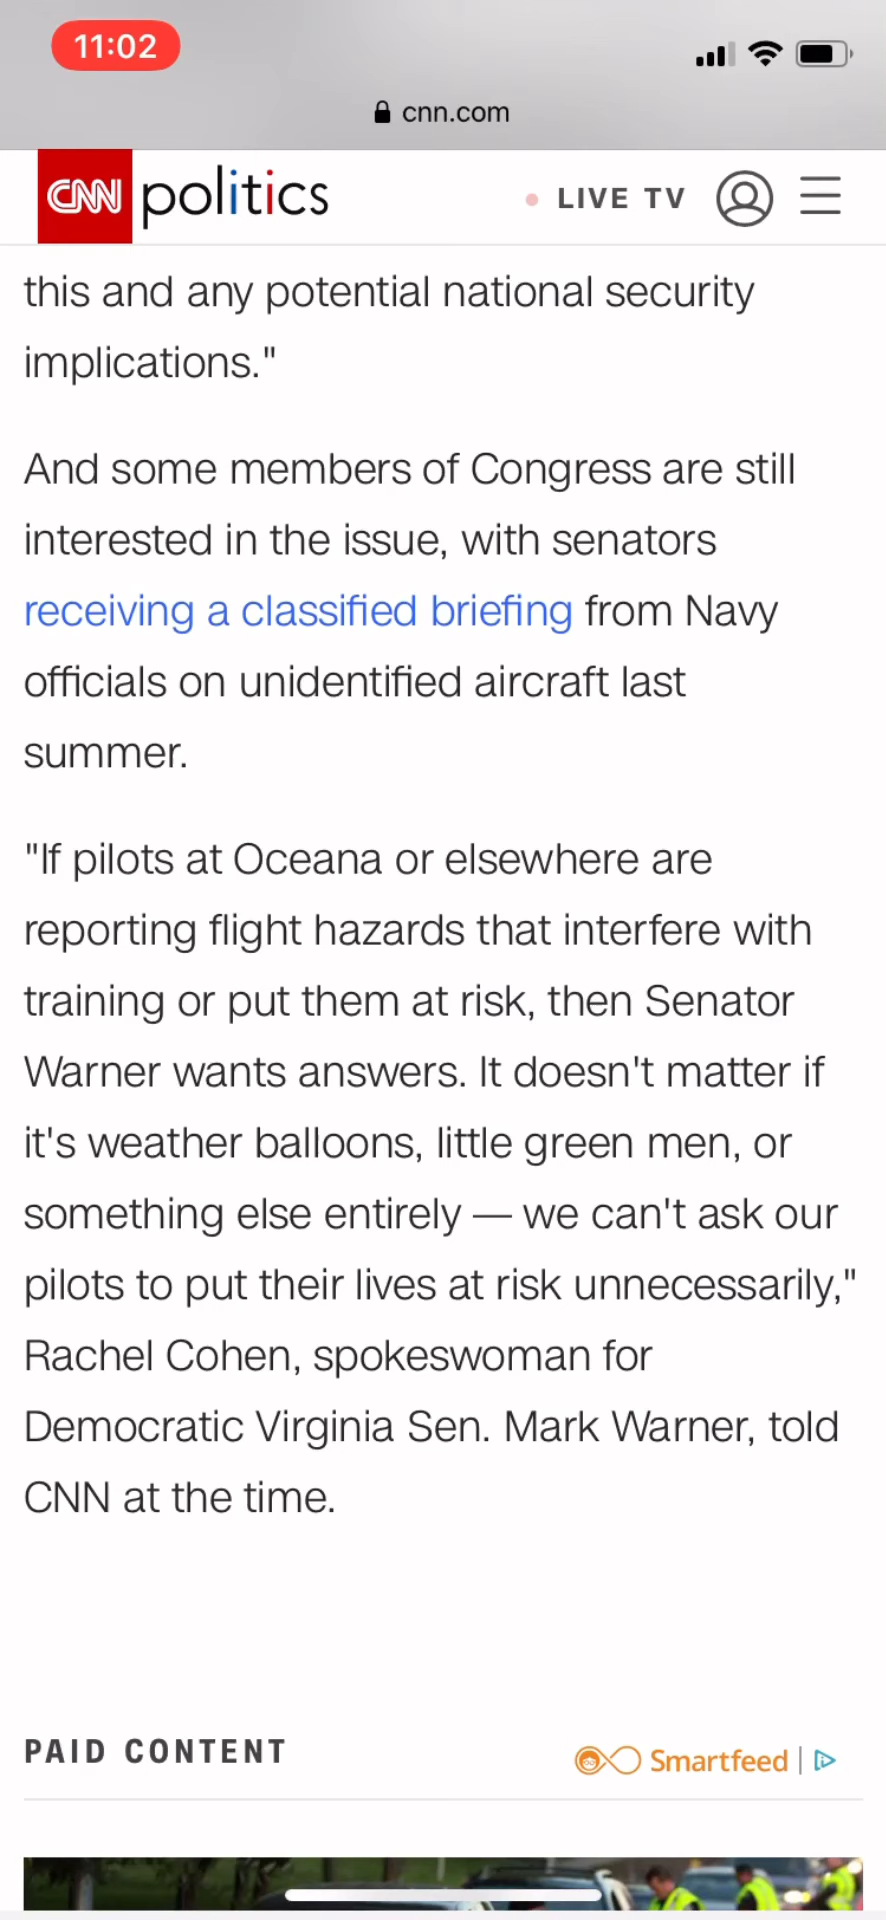 11:02
cnn.com
CNN politics
LIVE TV
this and any potential national security
implications."
And some members of Congress are still
interested in the issue, with senators
receiving a classified briefing from Navy
officials on unidentified aircraft last
summer.
"If pilots at Oceana or elsewhere are
reporting flight hazards that interfere with
training or put them at risk, then Senator
Warner wants answers. It doesn't matter if
it's weather balloons, little green men, or
something else entirely — we can't ask our
pilots to put their lives at risk unnecessarily,"
Rachel Cohen, spokeswoman for
Democratic Virginia Sen. Mark Warner, told
CNN at the time.
PAID CONTENT
Smartfeed |